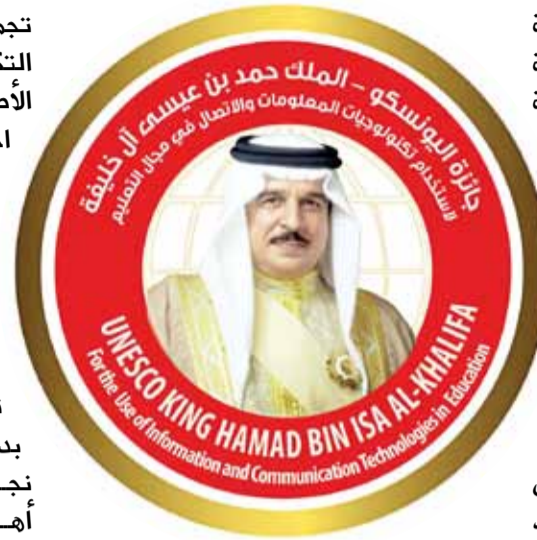 جائزة اليونسكو – الملك حمد بن عيسى آل خليفة
لاستخدام تكنولوجيات المعلومات والاتصال في مجال التعليم
UNESCO KING HAMAD BIN ISA AL-KHALIFA
For the Use of Information and Communication Technologies in Education